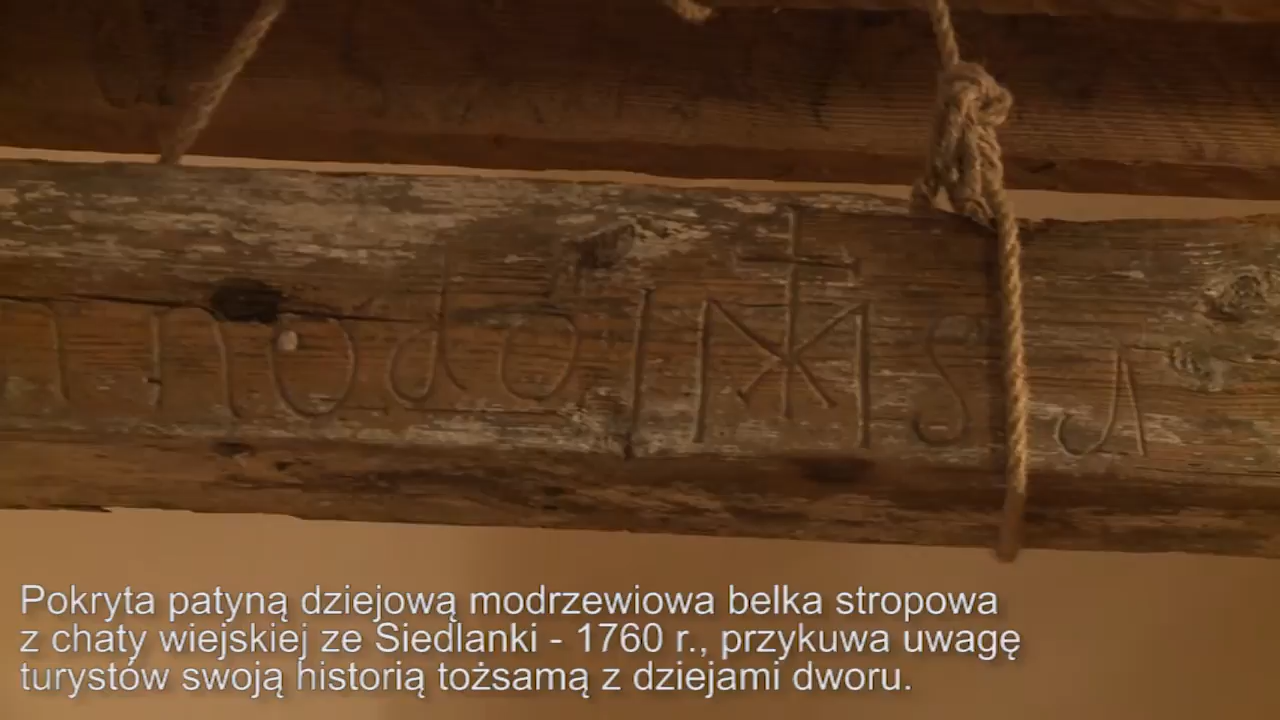 Pokryta patyną dziejową modrzewiowa belka stropowa
z chaty wiejskiej ze Siedlanki - 1760 r., przykuwa uwagę
turystów swoją historią tożsamą z dziejami dworu.